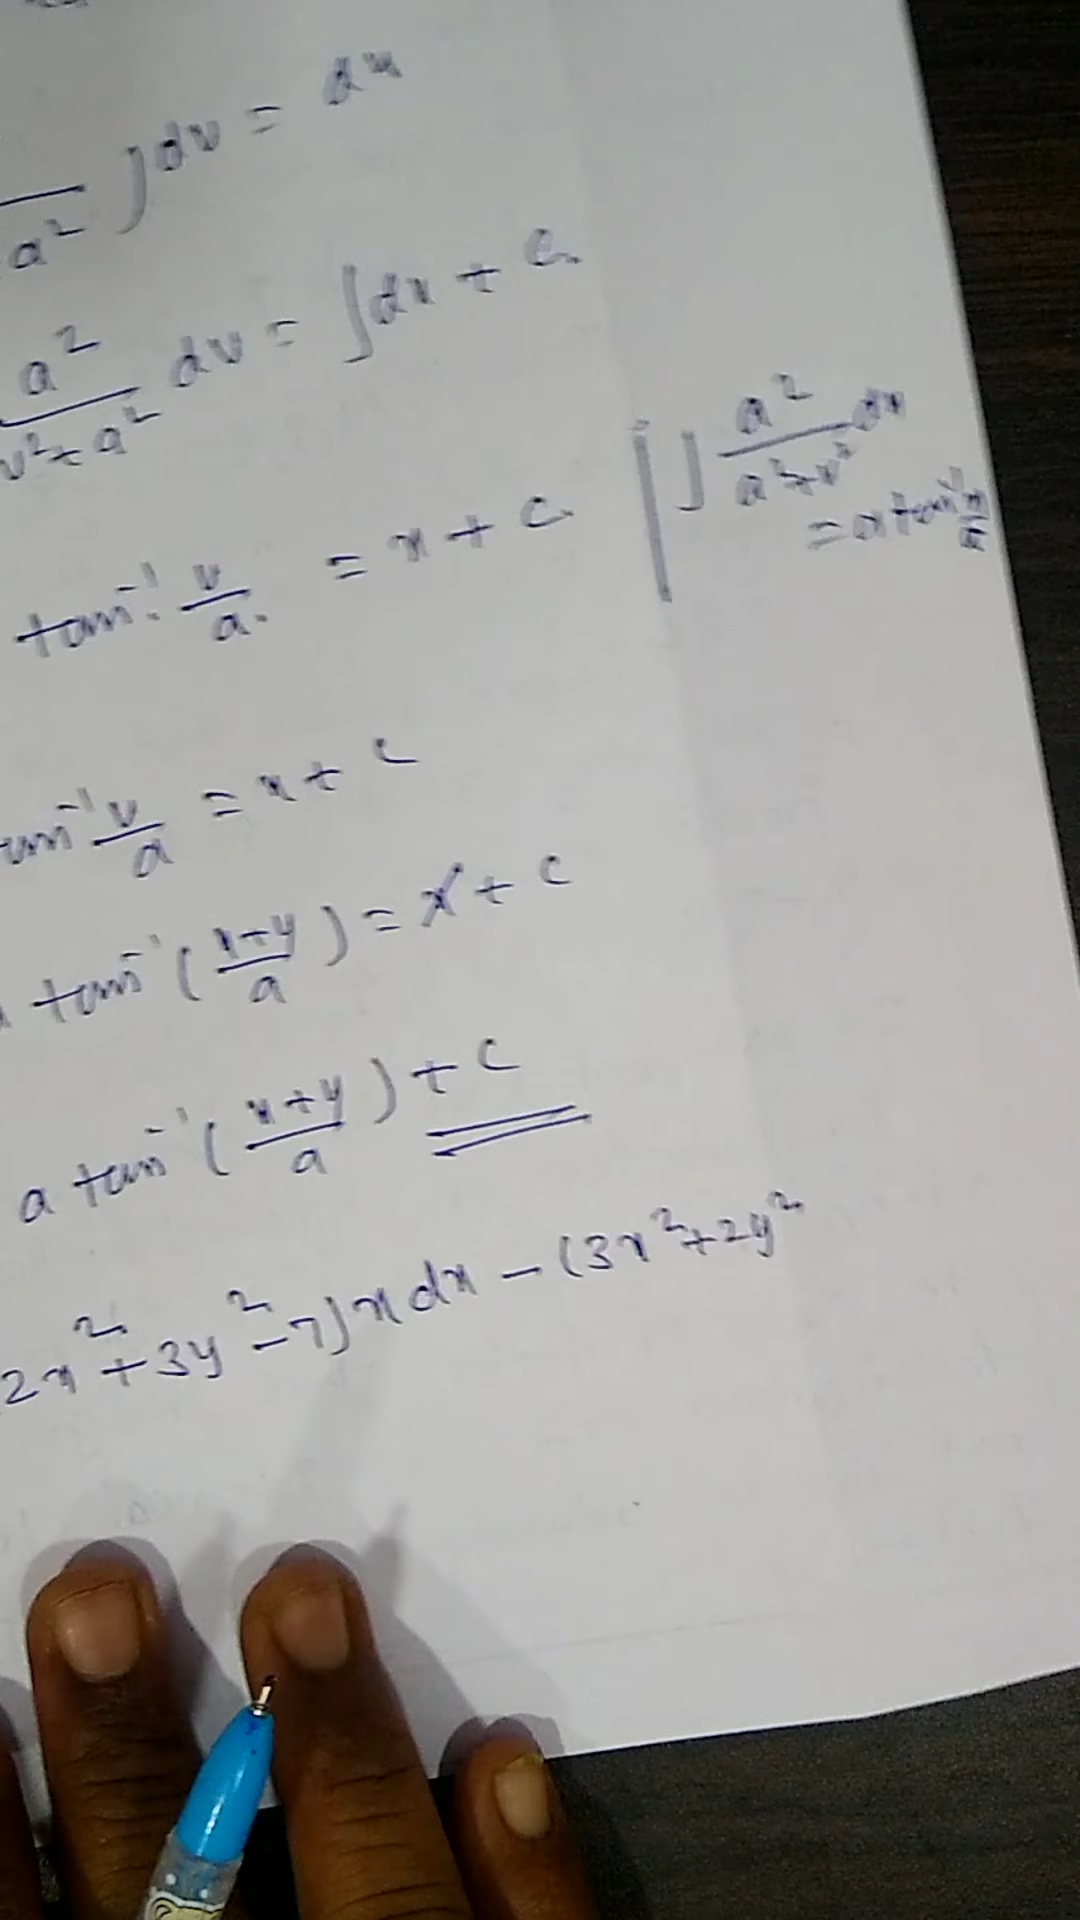 a² ) dv = dx
a² / v² + a² dv = ∫ dx + c.
∫ a² / a² + v² dx
= a tan⁻¹ x/a
tan⁻¹ v/a. = x + c
tan⁻¹ v/a = x + c
tan⁻¹ ( x+y / a ) = x + c
a tan⁻¹ ( x+y / a ) + c
2x² + 3y² - 7) x dx - (3x² + 2y²